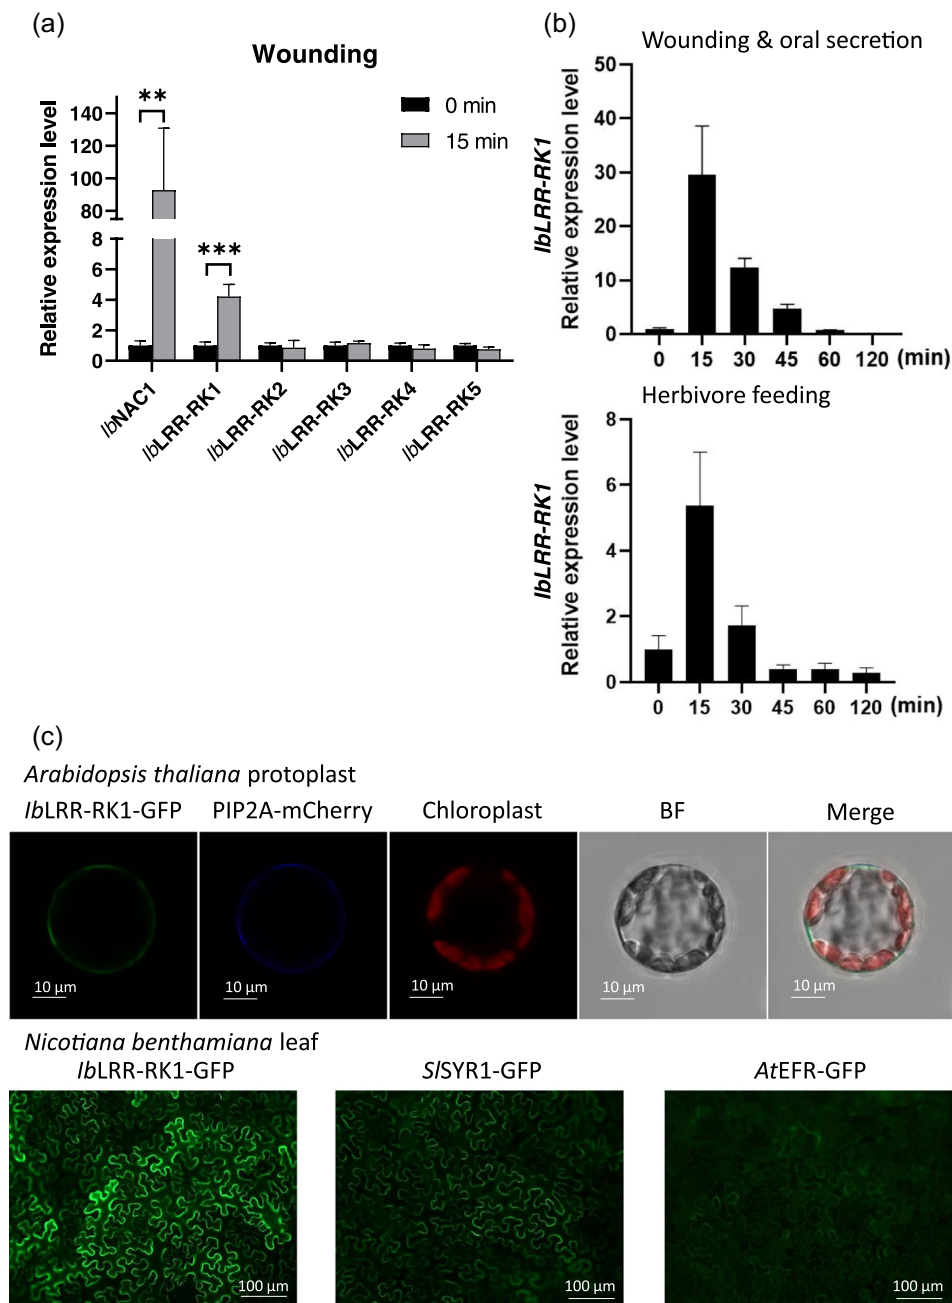 (a)
Wounding
Relative expression level
140
120
100
80
8
6
4
2
0
**
***
0 min
15 min
IbNAC1
IbLRR-RK1
IbLRR-RK2
IbLRR-RK3
IbLRR-RK4
IbLRR-RK5
(b)
Wounding & oral secretion
IbLRR-RK1
Relative expression level
50
40
30
20
10
0
0 15 30 45 60 120 (min)
Herbivore feeding
IbLRR-RK1
Relative expression level
8
6
4
2
0
0 15 30 45 60 120 (min)
(c)
Arabidopsis thaliana protoplast
IbLRR-RK1-GFP PIP2A-mCherry Chloroplast BF Merge
10 µm 10 µm 10 µm 10 µm 10 µm
Nicotiana benthamiana leaf
IbLRR-RK1-GFP SlSYR1-GFP AtEFR-GFP
100 µm 100 µm 100 µm